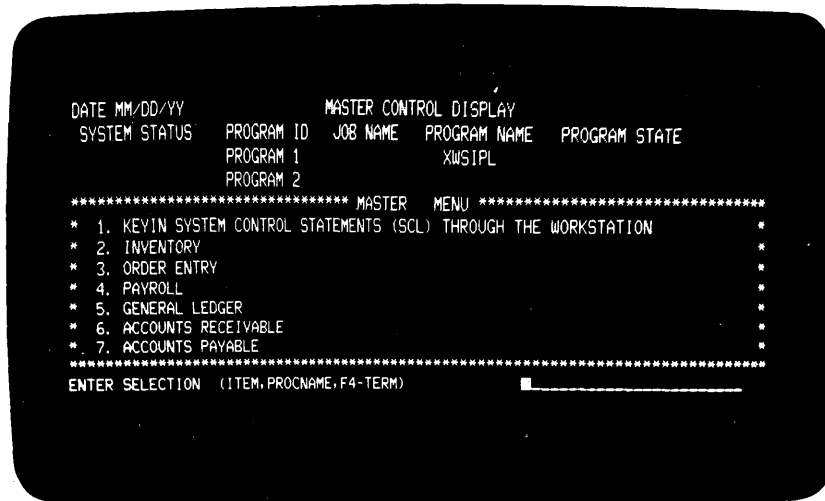 DATE MM/DD/YY MASTER CONTROL DISPLAY
SYSTEM STATUS PROGRAM ID JOB NAME PROGRAM NAME PROGRAM STATE
PROGRAM 1 XWSIPL
PROGRAM 2
******************************* MASTER MENU ********************************
* 1. KEYIN SYSTEM CONTROL STATEMENTS (SCL) THROUGH THE WORKSTATION *
* 2. INVENTORY *
* 3. ORDER ENTRY *
* 4. PAYROLL *
* 5. GENERAL LEDGER *
* 6. ACCOUNTS RECEIVABLE *
* 7. ACCOUNTS PAYABLE *
*****************************************************************************
ENTER SELECTION (ITEM,PROCNAME,F4-TERM)